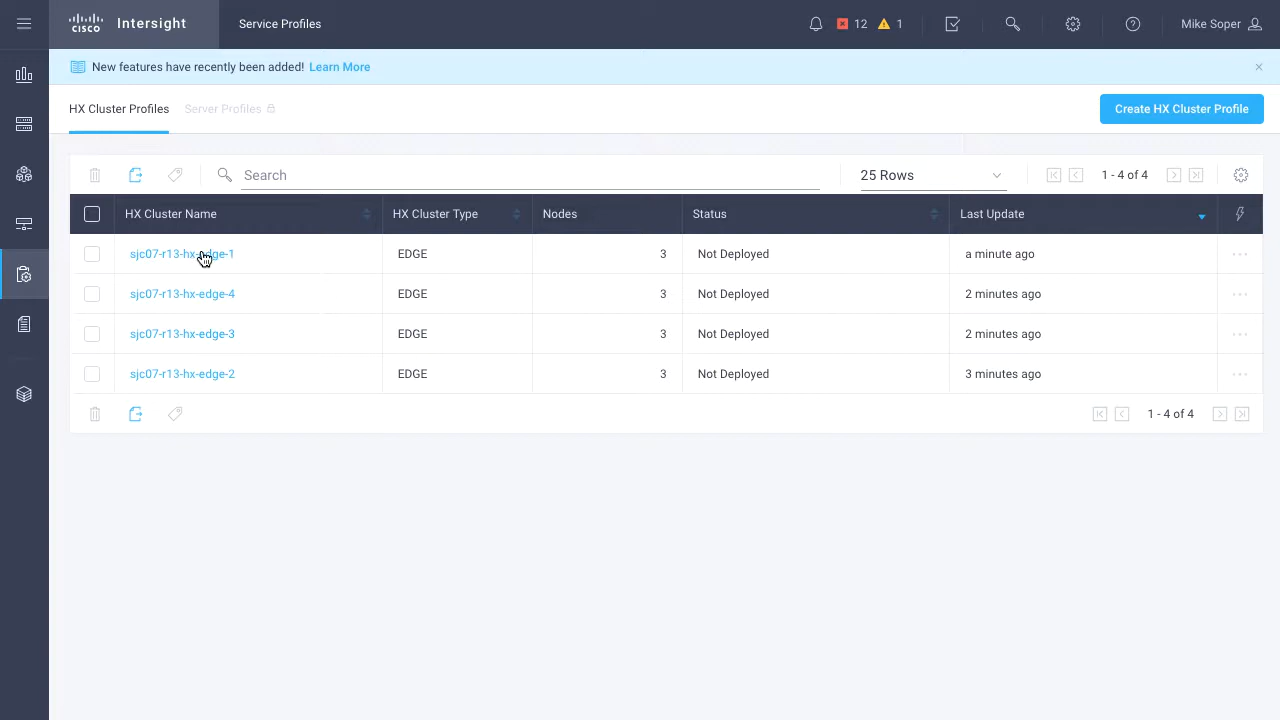 CISCO Intersight Service Profiles 12 1 Mike Soper
New features have recently been added! Learn More
HX Cluster Profiles Server Profiles Create HX Cluster Profile
Search 25 Rows 1 - 4 of 4
HX Cluster Name HX Cluster Type Nodes Status Last Update
sjc07-r13-hx-edge-1 EDGE 3 Not Deployed a minute ago
sjc07-r13-hx-edge-4 EDGE 3 Not Deployed 2 minutes ago
sjc07-r13-hx-edge-3 EDGE 3 Not Deployed 2 minutes ago
sjc07-r13-hx-edge-2 EDGE 3 Not Deployed 3 minutes ago
1 - 4 of 4